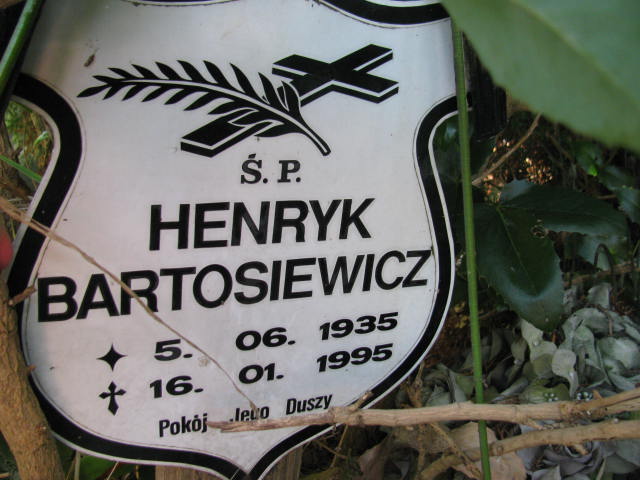 Ś. P.
HENRYK
BARTOSIEWICZ
5. 06. 1935
16. 01. 1995
Pokój Jego Duszy